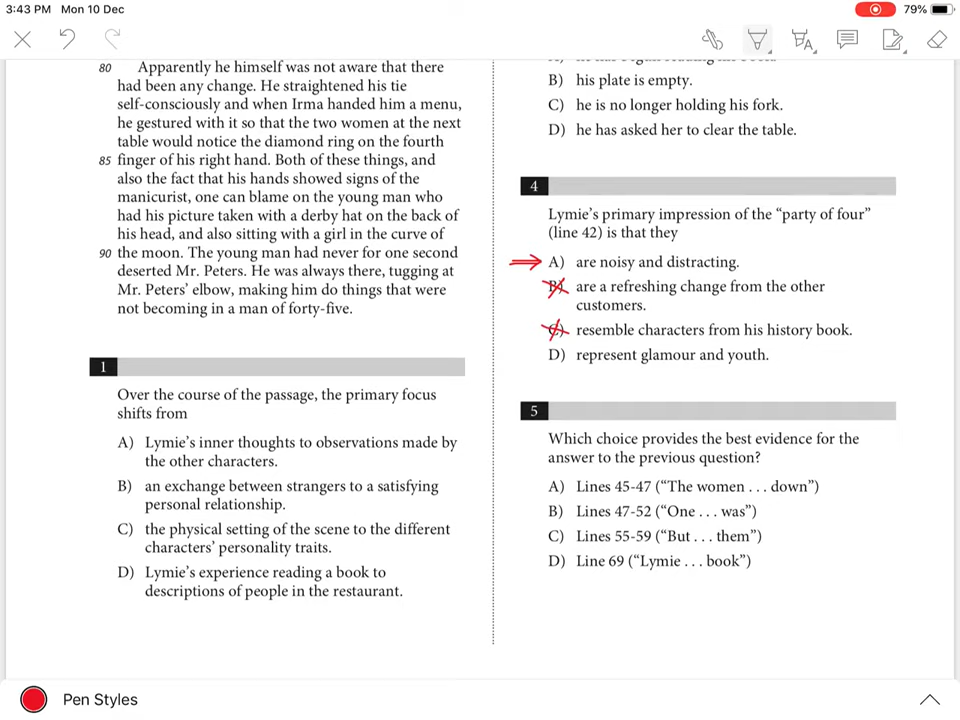 3:43 PM Mon 10 Dec
79%
80 Apparently he himself was not aware that there
had been any change. He straightened his tie
self-consciously and when Irma handed him a menu,
he gestured with it so that the two women at the next
table would notice the diamond ring on the fourth
85 finger of his right hand. Both of these things, and
also the fact that his hands showed signs of the
manicurist, one can blame on the young man who
had his picture taken with a derby hat on the back of
his head, and also sitting with a girl in the curve of
90 the moon. The young man had never for one second
deserted Mr. Peters. He was always there, tugging at
Mr. Peters’ elbow, making him do things that were
not becoming in a man of forty-five.
1
Over the course of the passage, the primary focus
shifts from
A) Lymie’s inner thoughts to observations made by
the other characters.
B) an exchange between strangers to a satisfying
personal relationship.
C) the physical setting of the scene to the different
characters’ personality traits.
D) Lymie’s experience reading a book to
descriptions of people in the restaurant.
B) his plate is empty.
C) he is no longer holding his fork.
D) he has asked her to clear the table.
4
Lymie’s primary impression of the “party of four”
(line 42) is that they
A) are noisy and distracting.
B) are a refreshing change from the other
customers.
C) resemble characters from his history book.
D) represent glamour and youth.
5
Which choice provides the best evidence for the
answer to the previous question?
A) Lines 45-47 (“The women . . . down”)
B) Lines 47-52 (“One . . . was”)
C) Lines 55-59 (“But . . . them”)
D) Line 69 (“Lymie . . . book”)
Pen Styles